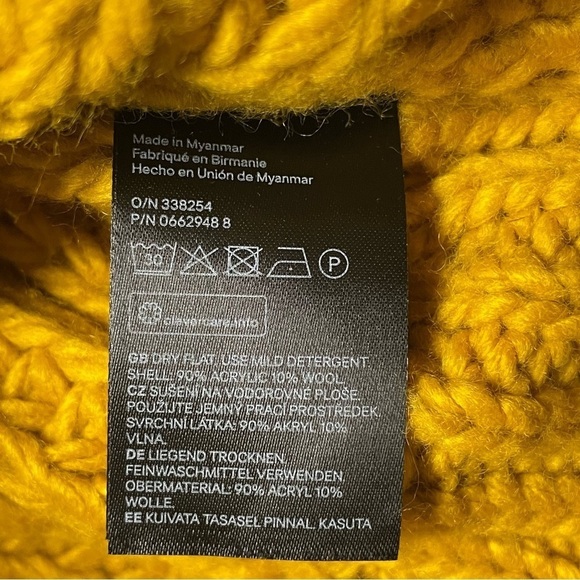 Made in Myanmar
Fabriqué en Birmanie
Hecho en Unión de Myanmar
O/N 338254
P/N 0662948 8
30 P
clevercare.info
GB DRY FLAT. USE MILD DETERGENT.
SHELL: 90% ACRYLIC 10% WOOL.
CZ SUŠENÍ NA VODOROVNÉ PLOŠE.
POUŽIJTE JEMNÝ PRACÍ PROSTŘEDEK.
SVRCHNÍ LÁTKA: 90% AKRYL 10%
VLNA.
DE LIEGEND TROCKNEN.
FEINWASCHMITTEL VERWENDEN.
OBERMATERIAL: 90% ACRYL 10%
WOLLE.
EE KUIVATA TASASEL PINNAL. KASUTA